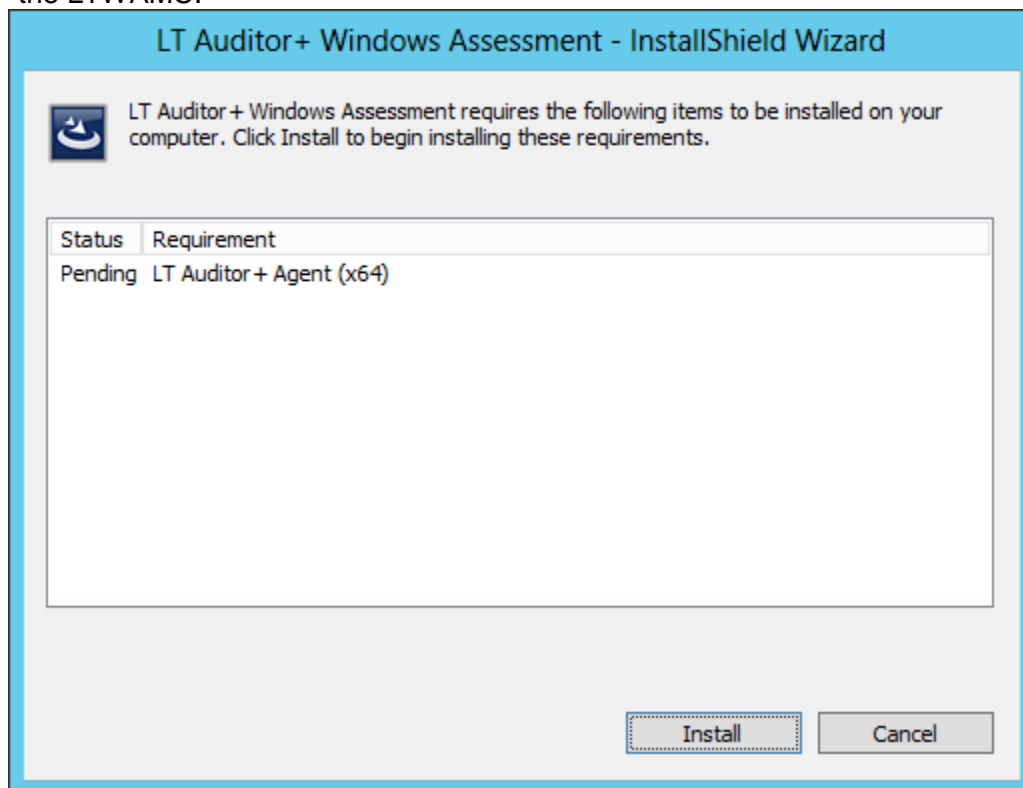 LT Auditor+ Windows Assessment - InstallShield Wizard
LT Auditor+ Windows Assessment requires the following items to be installed on your
computer. Click Install to begin installing these requirements.
Status Requirement
Pending LT Auditor+ Agent (x64)
Install Cancel